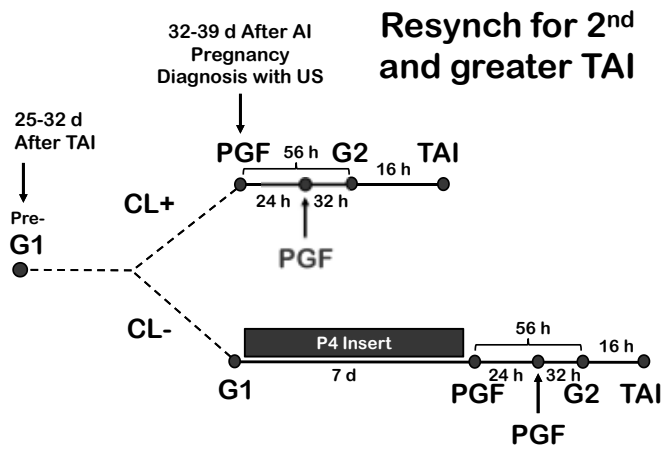 Resynch for 2nd
and greater TAI
32-39 d After AI
Pregnancy
Diagnosis with US
25-32 d
After TAI
PGF 56 h G2 TAI
16 h
24 h 32 h
CL+
Pre-
G1
PGF
CL-
P4 Insert
56 h
16 h
G1 7 d PGF 24 h 32 h G2 TAI
PGF